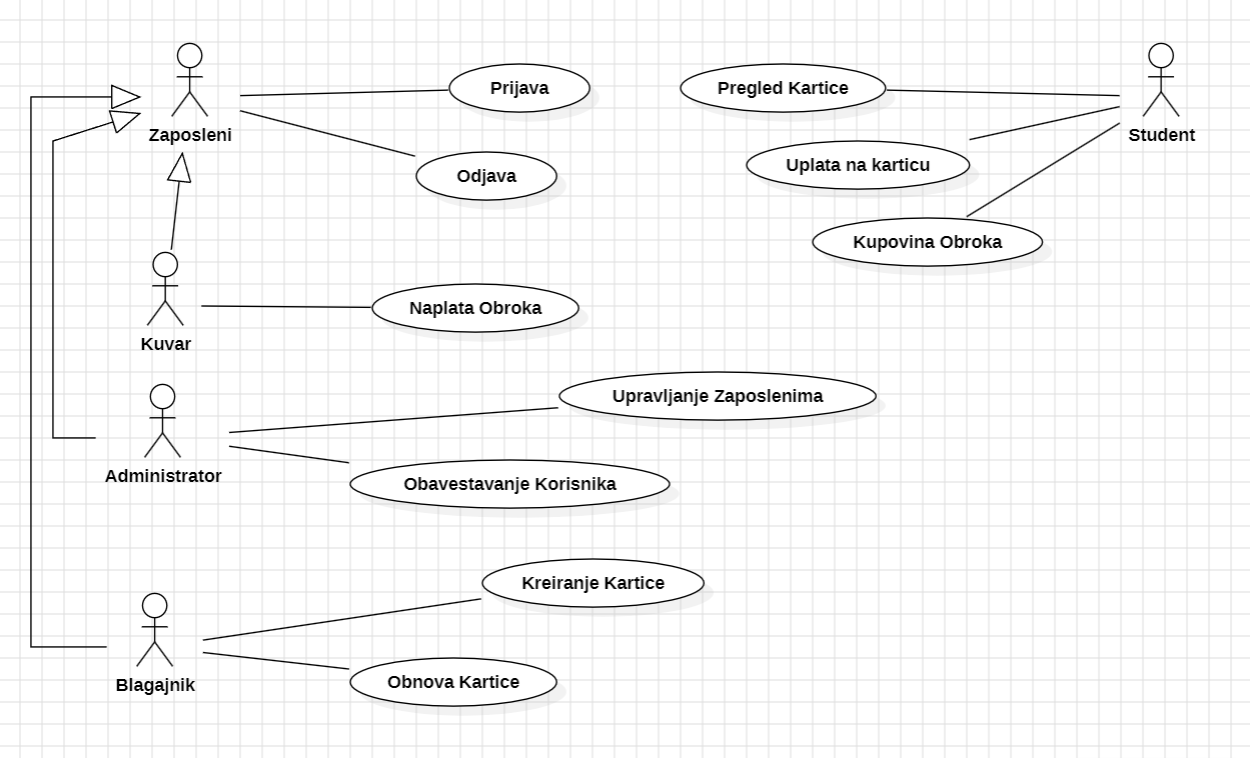 Prijava
Pregled Kartice
Zaposleni
Student
Uplata na karticu
Odjava
Kupovina Obroka
Naplata Obroka
Kuvar
Upravljanje Zaposlenima
Administrator
Obavestavanje Korisnika
Kreiranje Kartice
Blagajnik
Obnova Kartice